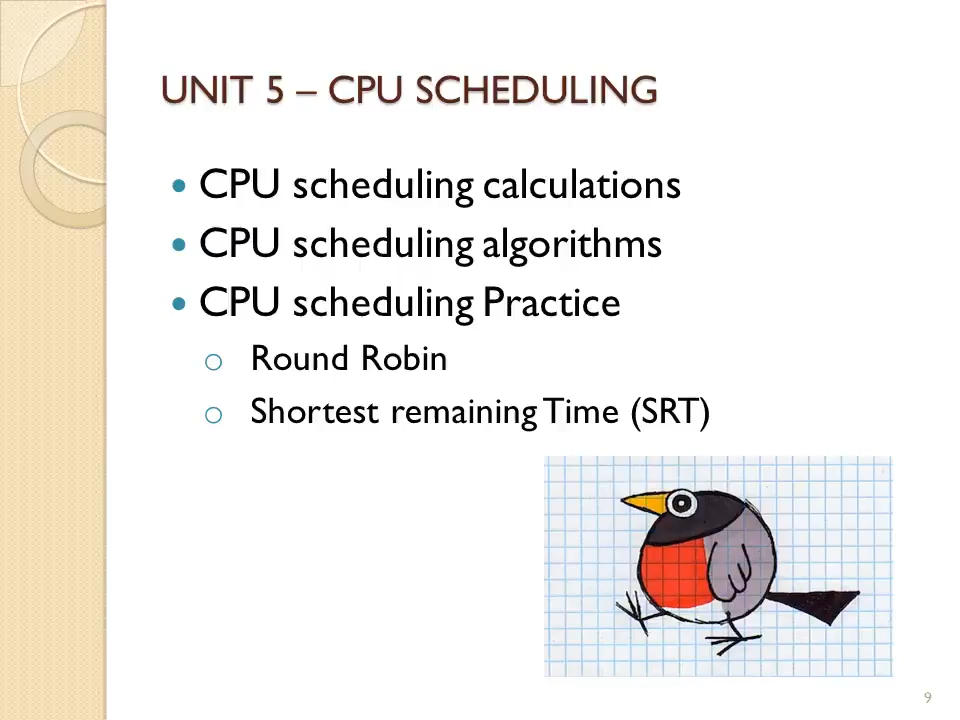 UNIT 5 – CPU SCHEDULING
• CPU scheduling calculations
• CPU scheduling algorithms
• CPU scheduling Practice
o Round Robin
o Shortest remaining Time (SRT)
9